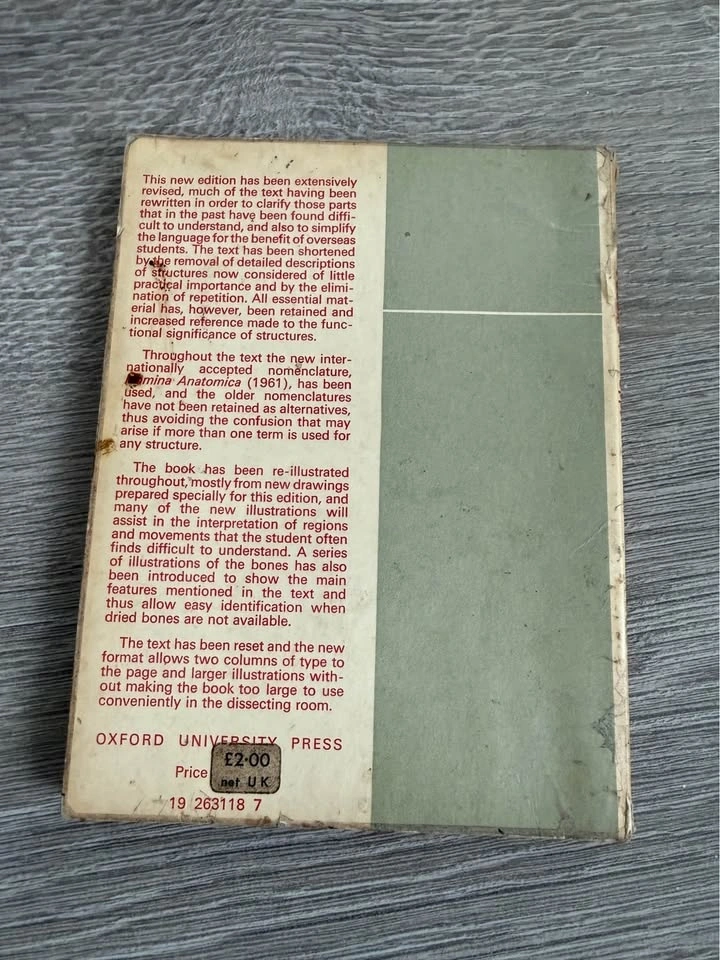 This new edition has been extensively
revised, much of the text having been
rewritten in order to clarify those parts
that in the past have been found diffi-
cult to understand, and also to simplify
the language for the benefit of overseas
students. The text has been shortened
by the removal of detailed descriptions
of structures now considered of little
practical importance and by the elimi-
nation of repetition. All essential mat-
erial has, however, been retained and
increased reference made to the func-
tional significance of structures.
Throughout the text the new inter-
nationally accepted nomenclature,
Anatomica (1961), has been
used, and the older nomenclatures
have not been retained as alternatives,
thus avoiding the confusion that may
arise if more than one term is used for
any structure.
The book has been re-illustrated
throughout, mostly from new drawings
prepared specially for this edition, and
many of the new illustrations will
assist in the interpretation of regions
and movements that the student often
finds difficult to understand. A series
of illustrations of the bones has also
been introduced to show the main
features mentioned in the text and
thus allow easy identification when
dried bones are not available.
The text has been reset and the new
format allows two columns of type to
the page and larger illustrations with-
out making the book too large to use
conveniently in the dissecting room.
OXFORD UNIVERSITY PRESS
Price £2·00
net UK
19 263118 7